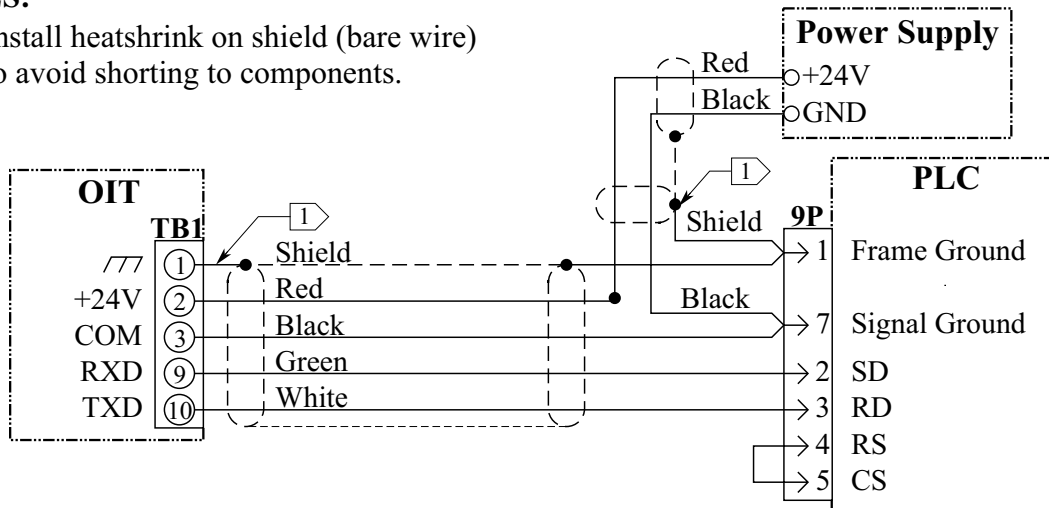 nstall heatshrink on shield (bare wire)
o avoid shorting to components.
Power Supply
Red
+24V
Black
GND
OIT
TB1
1
Shield
1
+24V
2
Red
COM
3
Black
RXD
9
Green
TXD
10
White
1
Shield
Black
PLC
9P
1 Frame Ground
7 Signal Ground
2 SD
3 RD
4 RS
5 CS